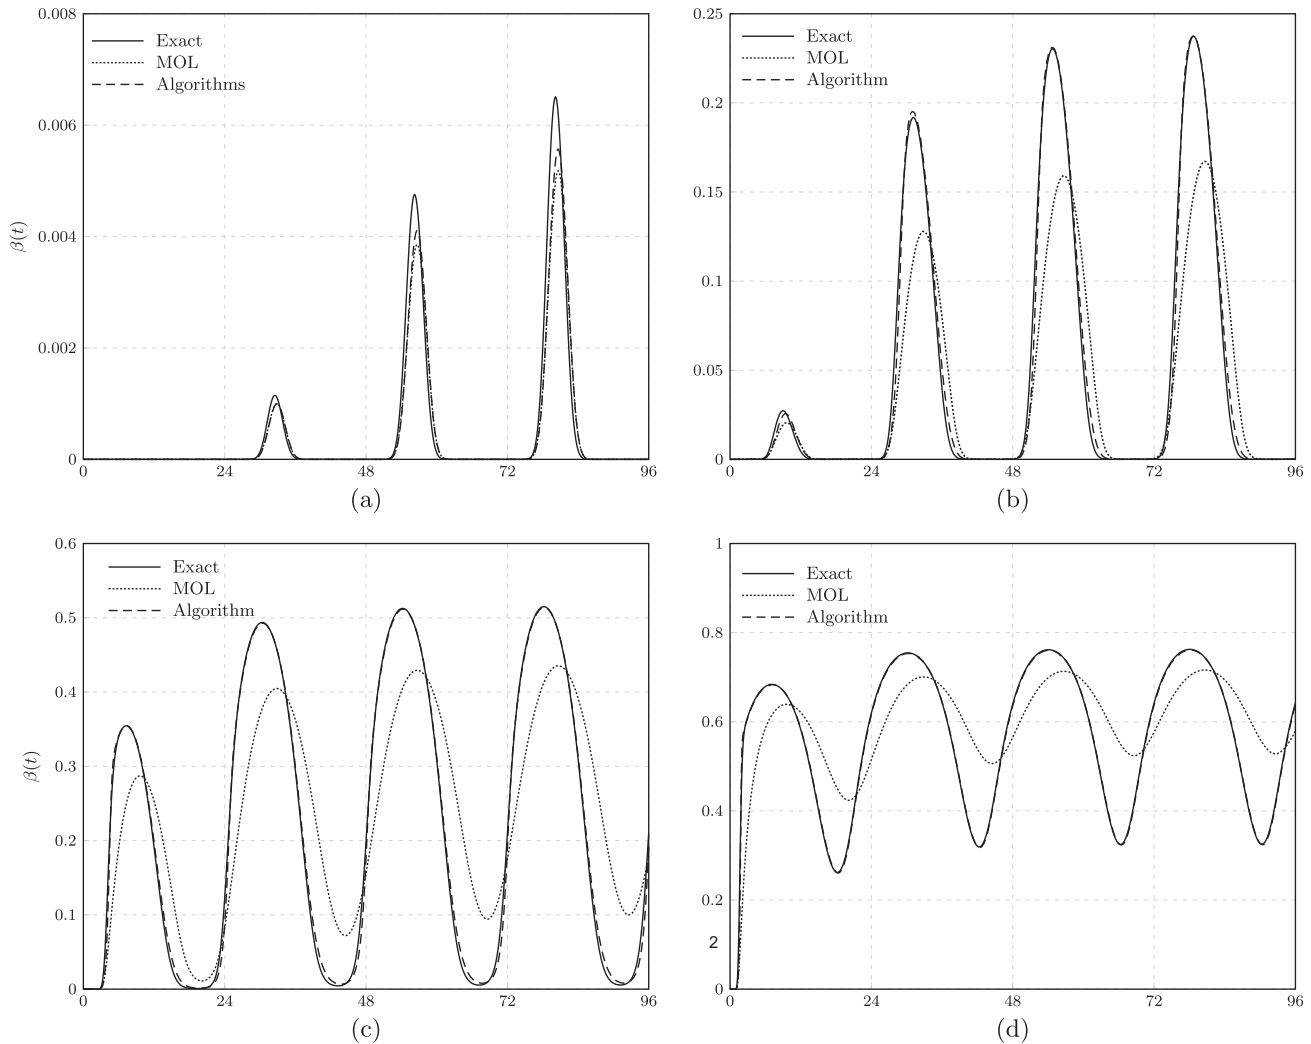 0.008
Exact
MOL
Algorithms
0.006
0.004
0.002
0
β(t)
0 24 48 72 96
(a)
0.25
Exact
MOL
Algorithm
0.2
0.15
0.1
0.05
0
0 24 48 72 96
(b)
0.6
Exact
MOL
Algorithm
0.5
0.4
0.3
0.2
0.1
0
β(t)
0 24 48 72 96
(c)
1
Exact
MOL
Algorithm
0.8
0.6
0.4
0.2
2
0
0 24 48 72 96
(d)